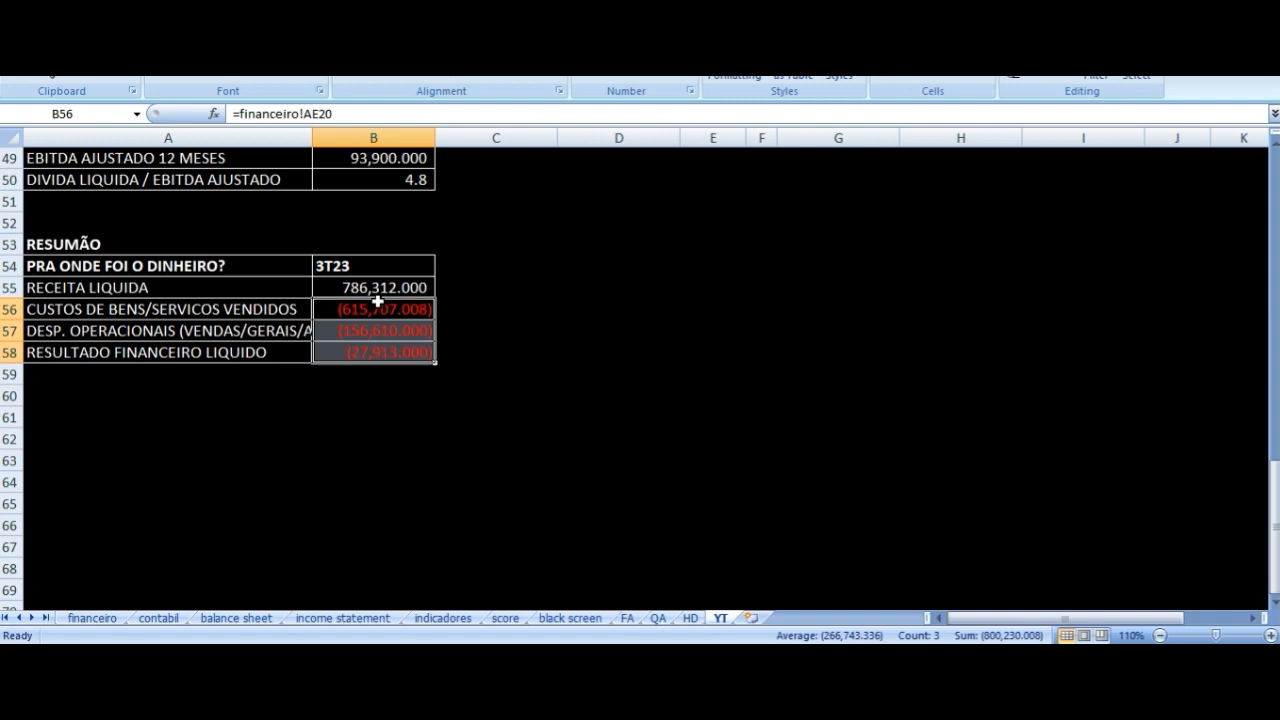 Clipboard Font Alignment Number Styles Cells Editing
B56 fx =financeiro!AE20
A B C D E F G H I J K
49 EBITDA AJUSTADO 12 MESES 93,900.000
50 DIVIDA LIQUIDA / EBITDA AJUSTADO 4.8
51
52
53 RESUMÃO
54 PRA ONDE FOI O DINHEIRO? 3T23
55 RECEITA LIQUIDA 786,312.000
56 CUSTOS DE BENS/SERVICOS VENDIDOS (615,707.008)
57 DESP. OPERACIONAIS (VENDAS/GERAIS/A (156,610.000)
58 RESULTADO FINANCEIRO LIQUIDO (27,913.000)
59
60
61
62
63
64
65
66
67
68
69
financeiro contabil balance sheet income statement indicadores score black screen FA QA HD YT
Ready Average: (266,743.336) Count: 3 Sum: (800,230.008) 110%